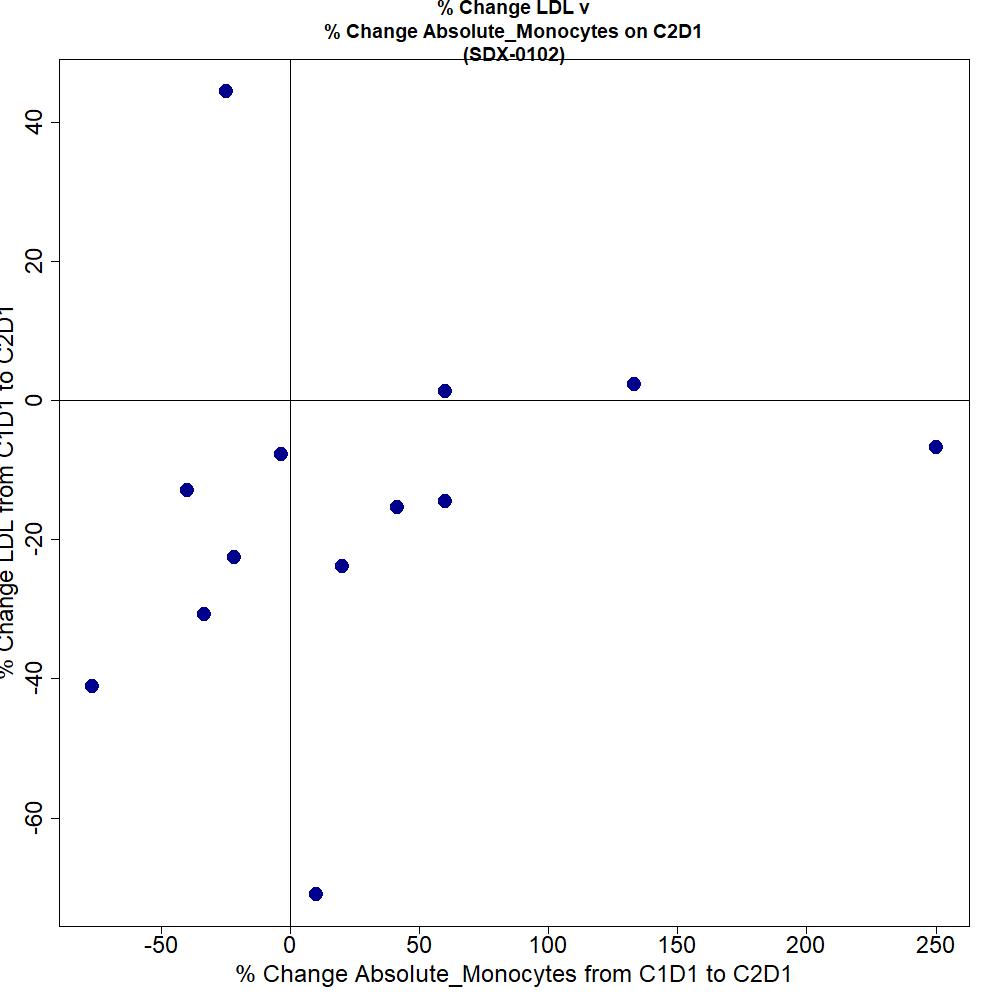 % Change LDL v
% Change Absolute_Monocytes on C2D1
(SDX-0102)
% Change LDL from C1D1 to C2D1
40
20
0
-20
-40
-60
-50
0
50
100
150
200
250
% Change Absolute_Monocytes from C1D1 to C2D1